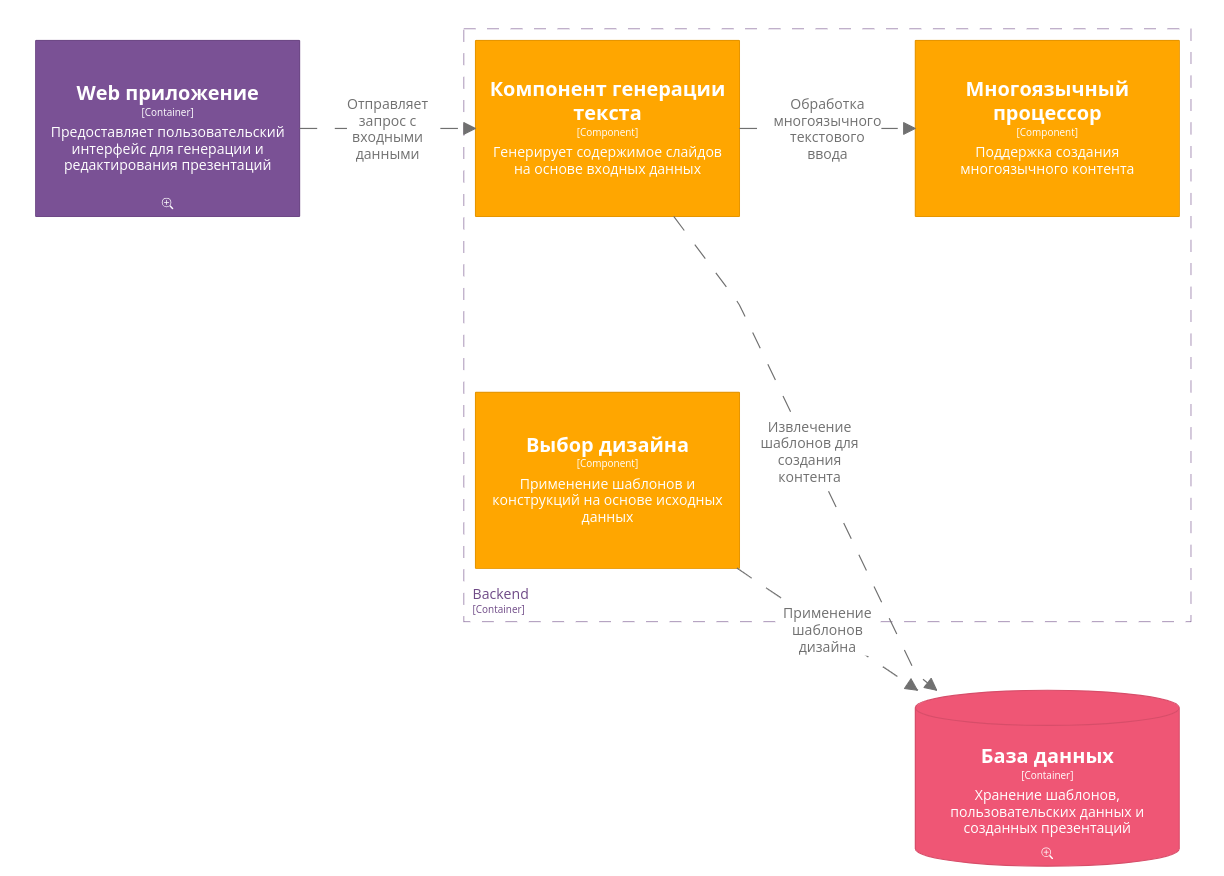 Web приложение
[Container]
Предоставляет пользовательский
интерфейс для генерации и
редактирования презентаций
Отправляет
запрос с
входными
данными
Компонент генерации
текста
[Component]
Генерирует содержимое слайдов
на основе входных данных
Обработка
многоязычного
текстового
ввода
Многоязычный
процессор
[Component]
Поддержка создания
многоязычного контента
Выбор дизайна
[Component]
Применение шаблонов и
конструкций на основе исходных
данных
Извлечение
шаблонов для
создания
контента
Backend
[Container]
Применение
шаблонов
дизайна
База данных
[Container]
Хранение шаблонов,
пользовательских данных и
созданных презентаций